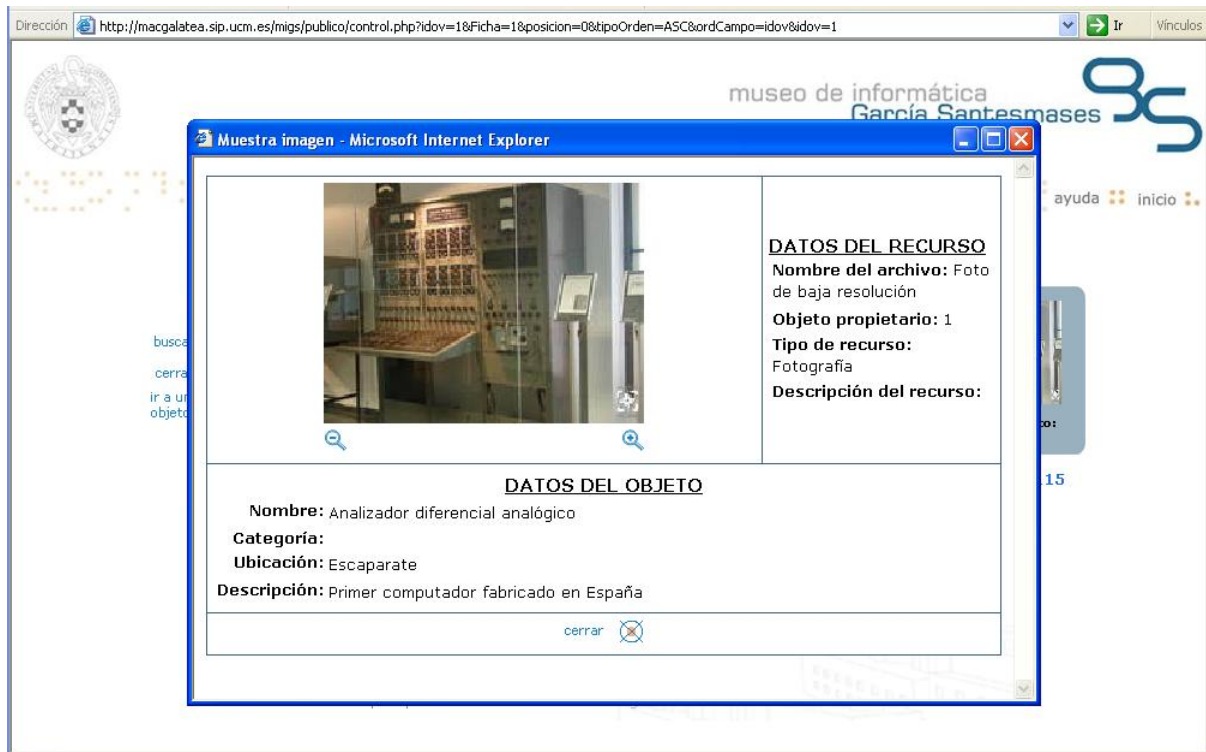 Dirección http://macgalatea.sip.ucm.es/migs/publico/control.php?idov=1&Ficha=1&posicion=0&tipoOrden=ASC&ordCampo=idov&idov=1 Ir Vínculos
museo de informática
García Santesmases
gs
Muestra imagen - Microsoft Internet Explorer
ayuda inicio
DATOS DEL RECURSO
Nombre del archivo: Foto
de baja resolución
Objeto propietario: 1
Tipo de recurso:
Fotografía
Descripción del recurso:
busca
cerra
ir a un
objeto
to:
15
DATOS DEL OBJETO
Nombre: Analizador diferencial analógico
Categoría:
Ubicación: Escaparate
Descripción: Primer computador fabricado en España
cerrar